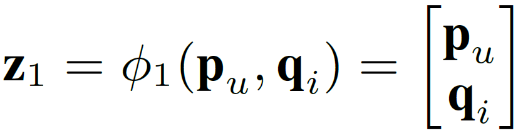 z₁ = ϕ₁(pᵤ, qᵢ) = [pᵤ qᵢ]